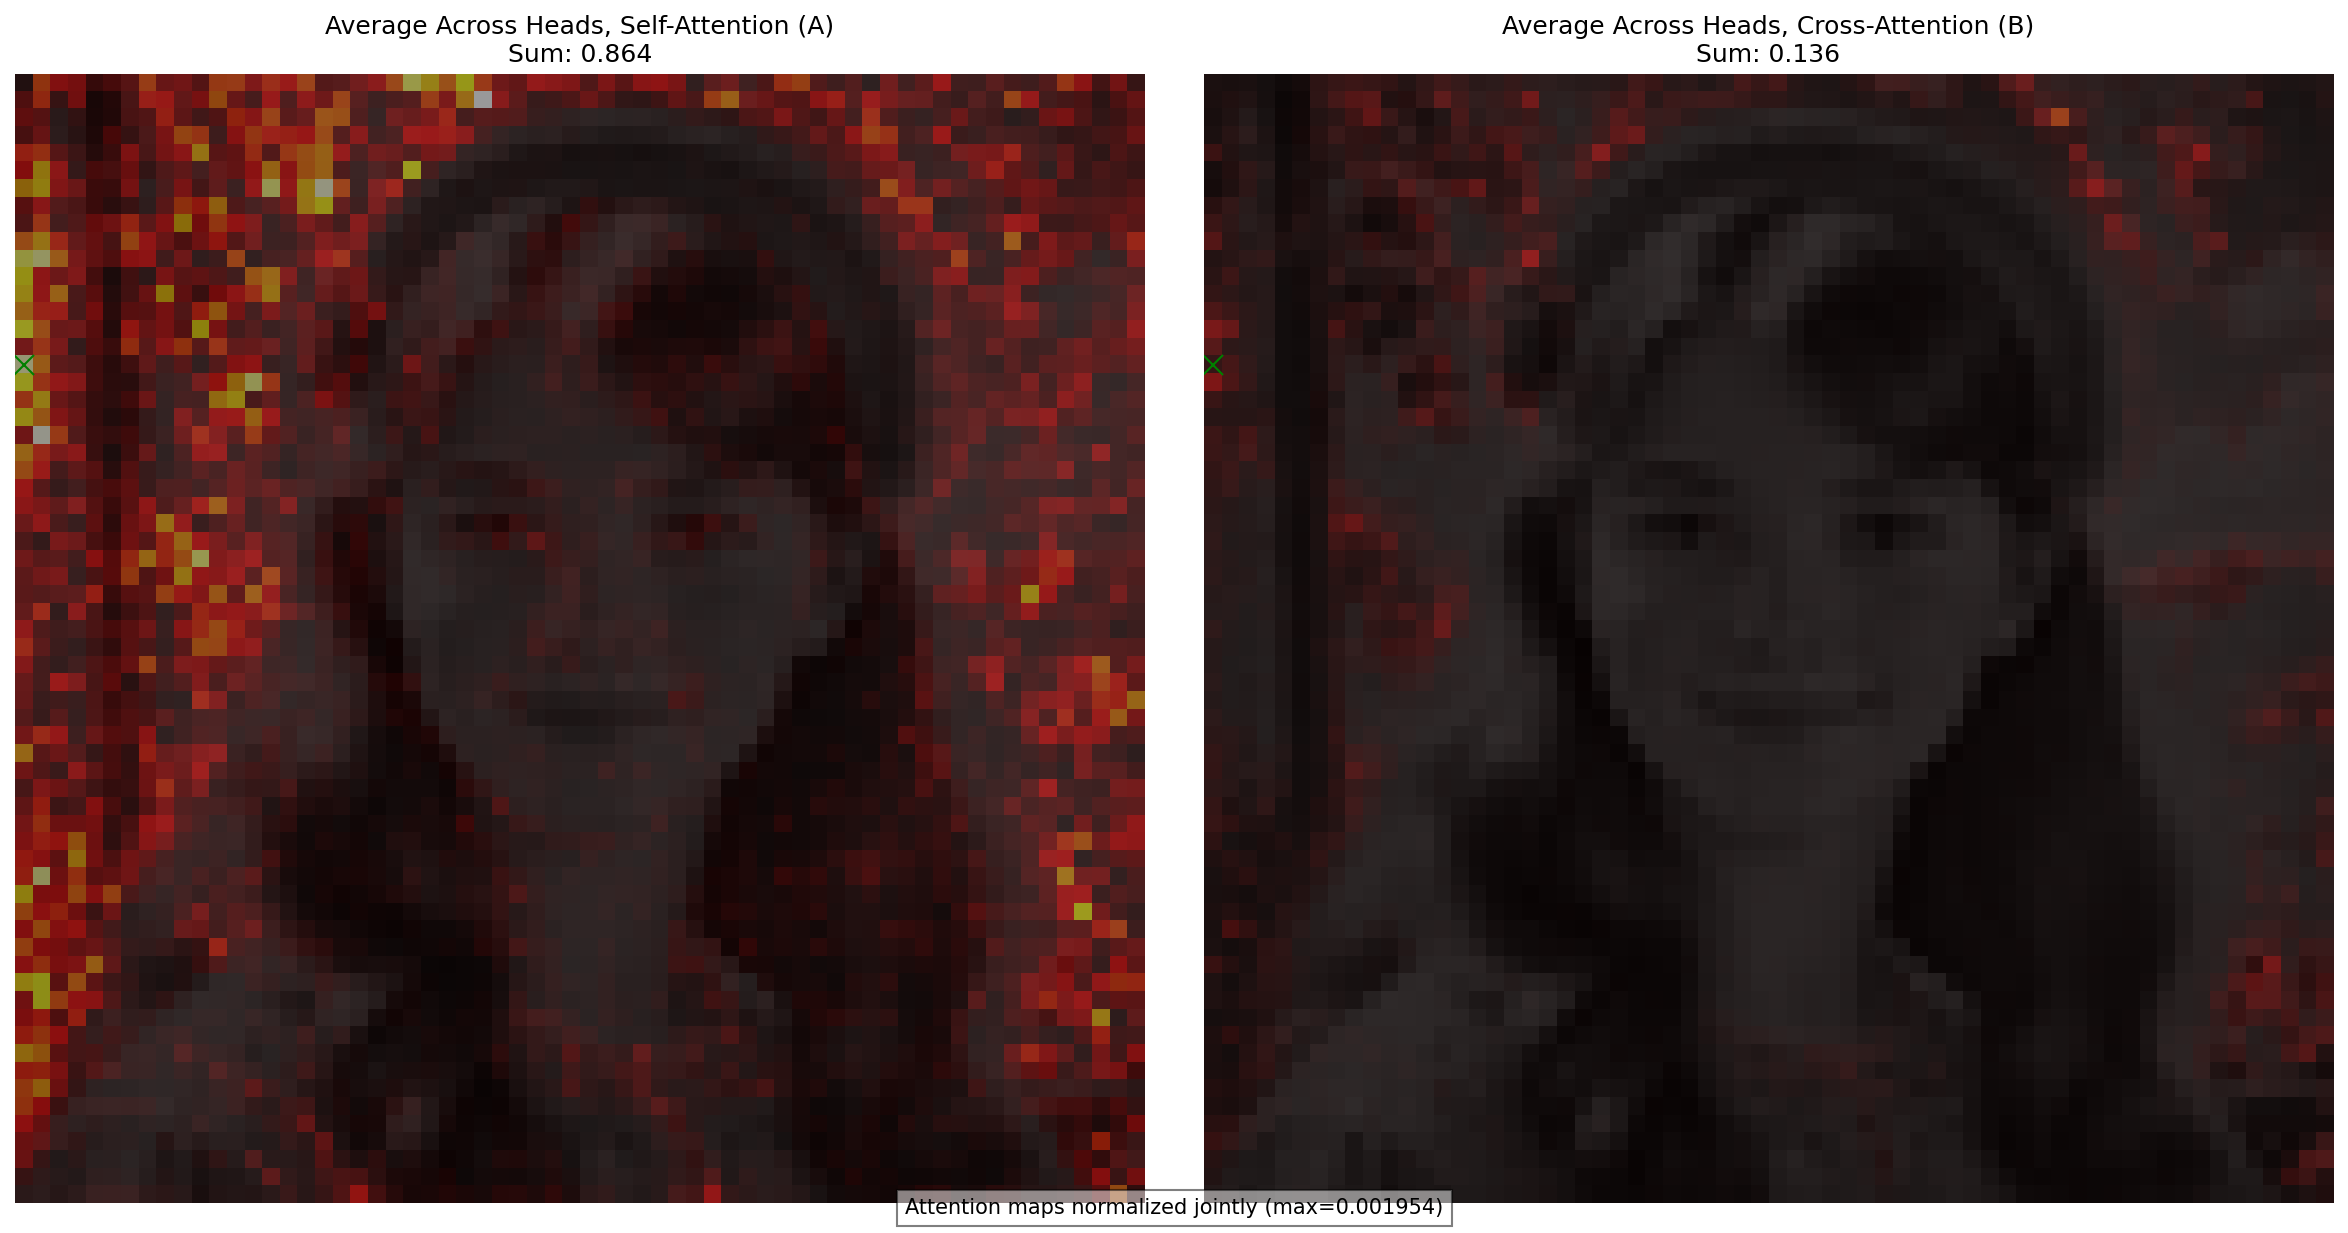 Average Across Heads, Self-Attention (A)
Sum: 0.864
Average Across Heads, Cross-Attention (B)
Sum: 0.136
Attention maps normalized jointly (max=0.001954)